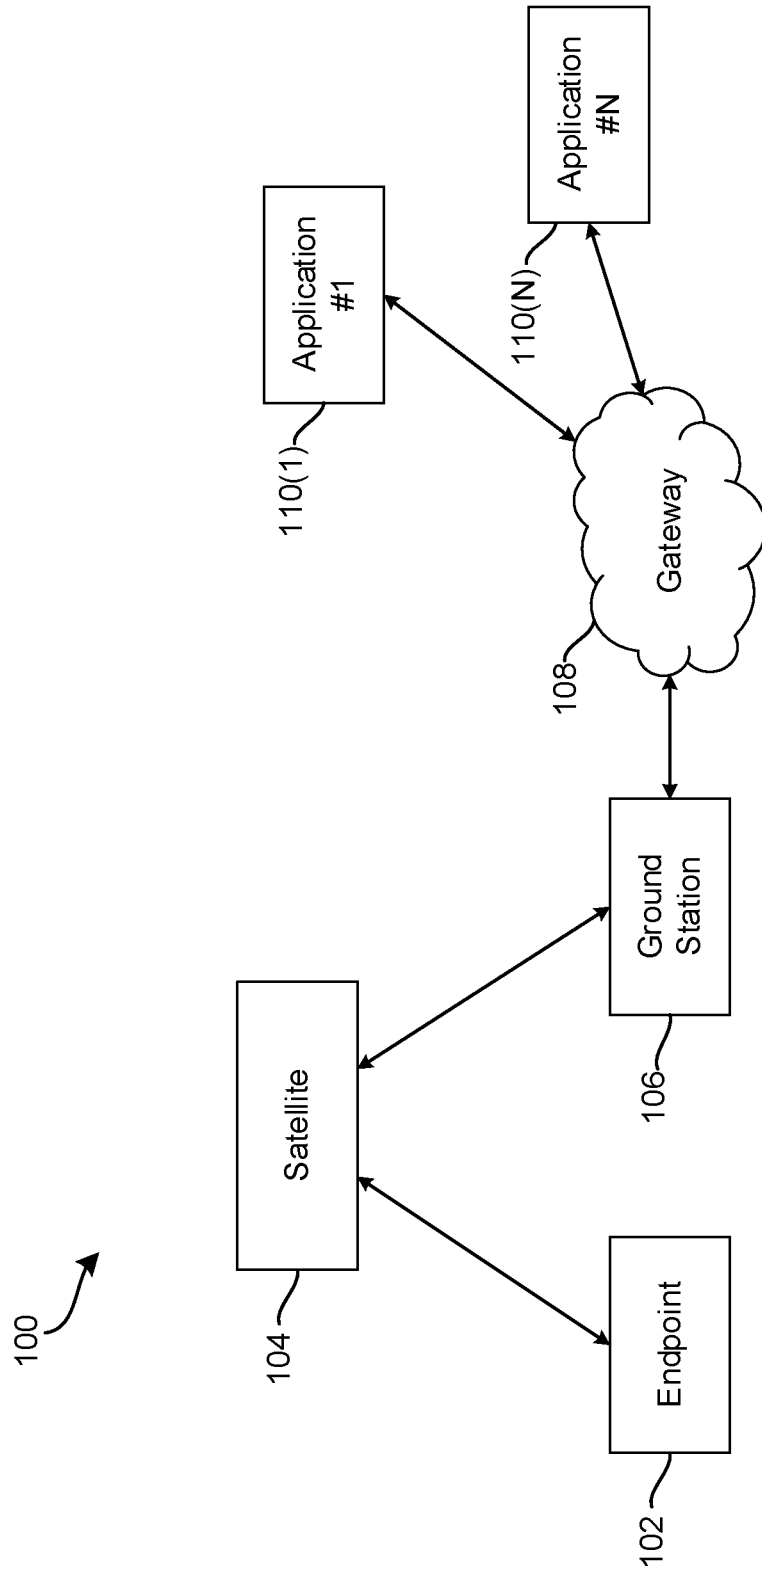 100
104
Satellite
110(1)
Application
#1
110(N)
Application
#N
102
Endpoint
106
Ground
Station
108
Gateway